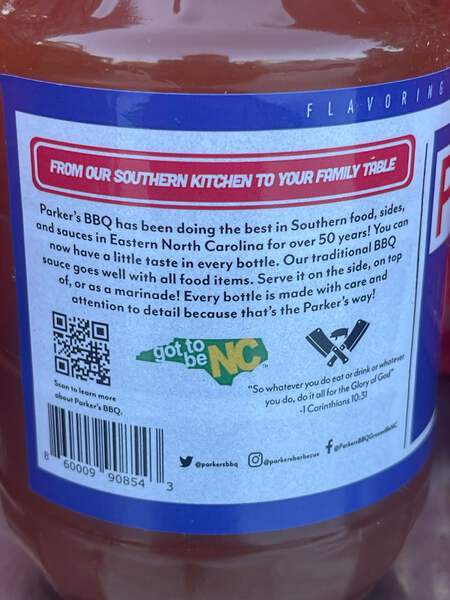 FLAVORING
FROM OUR SOUTHERN KITCHEN TO YOUR FAMILY TABLE
Parker's BBQ has been doing the best in Southern food, sides,
and sauces in Eastern North Carolina for over 50 years! You can
now have a little taste in every bottle. Our traditional BBQ
sauce goes well with all food items. Serve it on the side, on top
of, or as a marinade! Every bottle is made with care and
attention to detail because that's the Parker's way!
Scan to learn more
about Parker's BBQ.
got to
be NC
"So whatever you do eat or drink or whatever
you do, do it all for the Glory of God"
-1 Corinthians 10:31
8 60009 90854 3
@parkersbbq
@parkersbarbecue